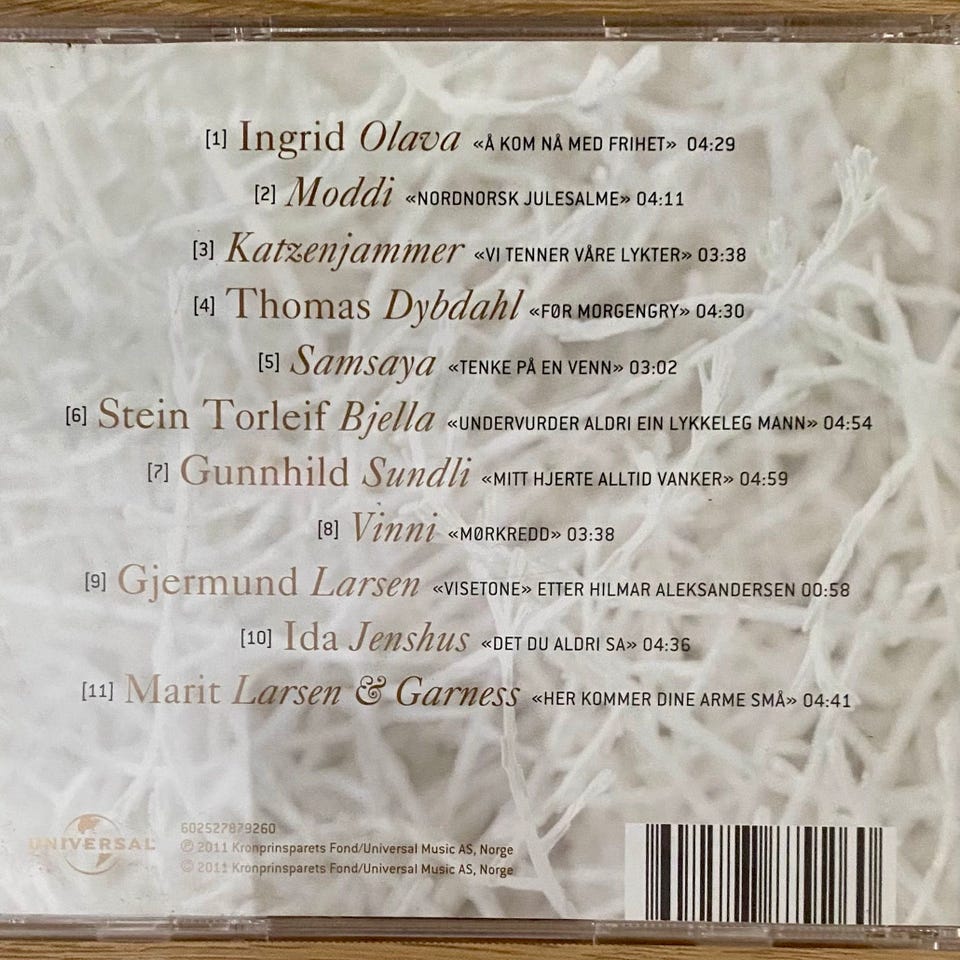 [1] Ingrid Olava «Å KOM NÅ MED FRIHET» 04:29
[2] Moddi «NORDNORSK JULESALME» 04:11
[3] Katzenjammer «VI TENNER VÅRE LYKTER» 03:38
[4] Thomas Dybdahl «FØR MORGENGRY» 04:30
[5] Samsaya «TENKE PÅ EN VENN» 03:02
[6] Stein Torleif Bjella «UNDERVURDER ALDRI EIN LYKKELEG MANN» 04:54
[7] Gunnhild Sundli «MITT HJERTE ALLTID VANKER» 04:59
[8] Vinni «MØRKREDD» 03:38
[9] Gjermund Larsen «VISETONE» ETTER HILMAR ALEKSANDERSEN 00:58
[10] Ida Jenshus «DET DU ALDRI SA» 04:36
[11] Marit Larsen & Garness «HER KOMMER DINE ARME SMÅ» 04:41
UNIVERSAL
602527879260
℗ 2011 Kronprinsparets Fond/Universal Music AS, Norge
© 2011 Kronprinsparets Fond/Universal Music AS, Norge